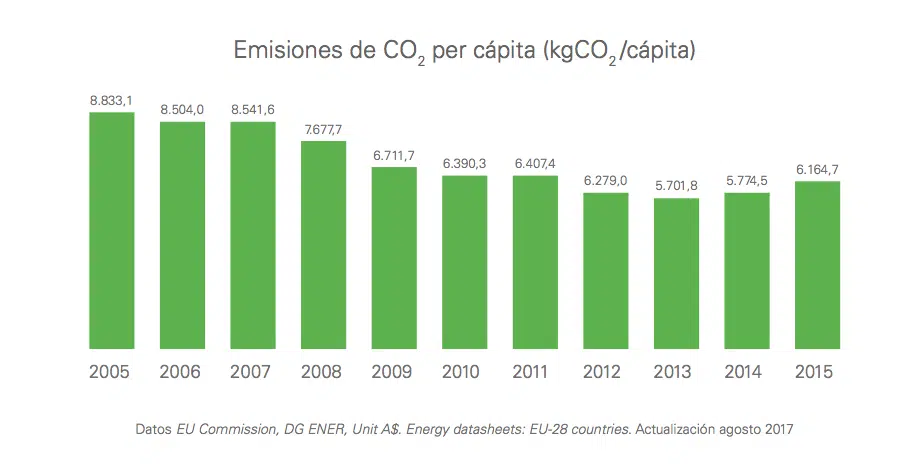 Emisiones de CO₂ per cápita (kgCO₂/cápita)
8.833,1 8.504,0 8.541,6 7.677,7 6.711,7 6.390,3 6.407,4 6.279,0 5.701,8 5.774,5 6.164,7
2005 2006 2007 2008 2009 2010 2011 2012 2013 2014 2015
Datos EU Commission, DG ENER, Unit A$. Energy datasheets: EU-28 countries. Actualización agosto 2017